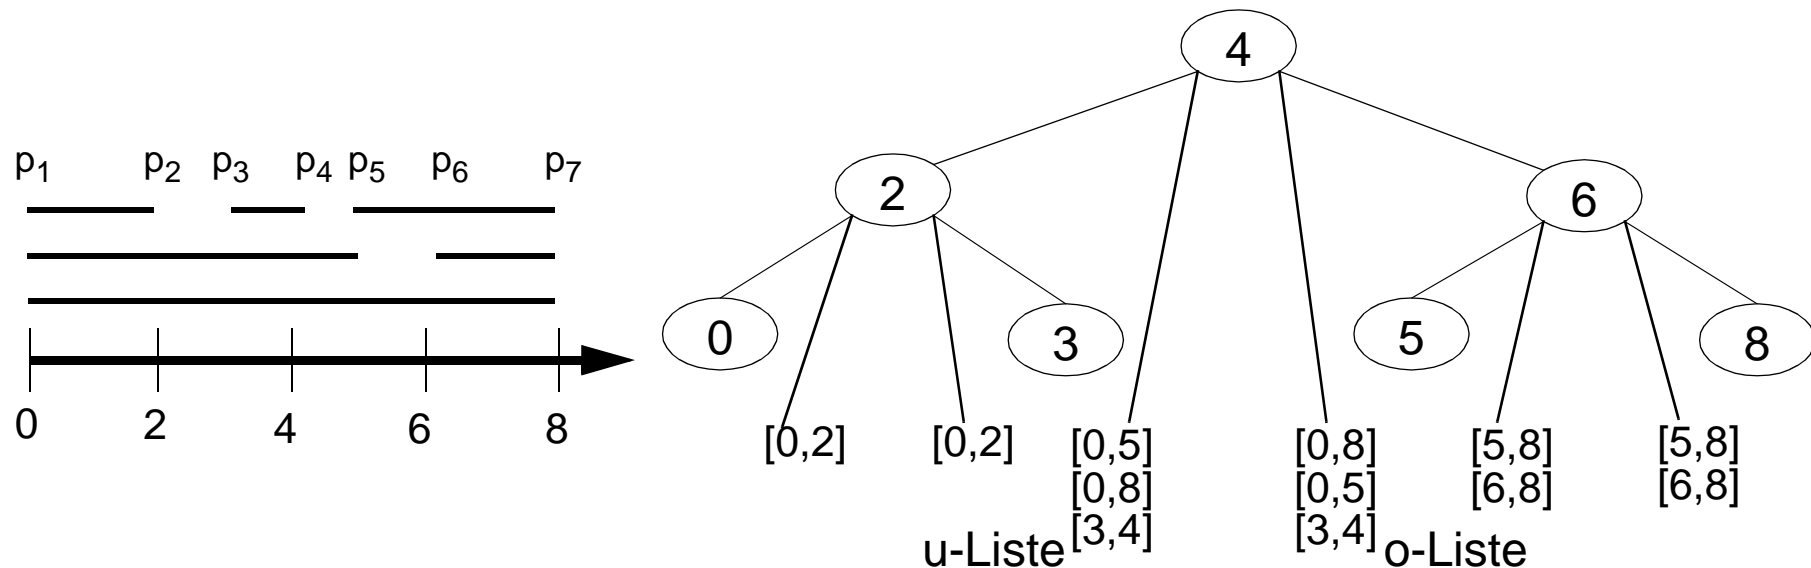 p1 p2 p3 p4 p5 p6 p7
0 2 4 6 8
4
2 6
0 3 5 8
[0,2] [0,2] [0,5] [0,8] [5,8] [5,8]
[0,8] [0,5] [6,8] [6,8]
u-Liste [3,4] [3,4] o-Liste